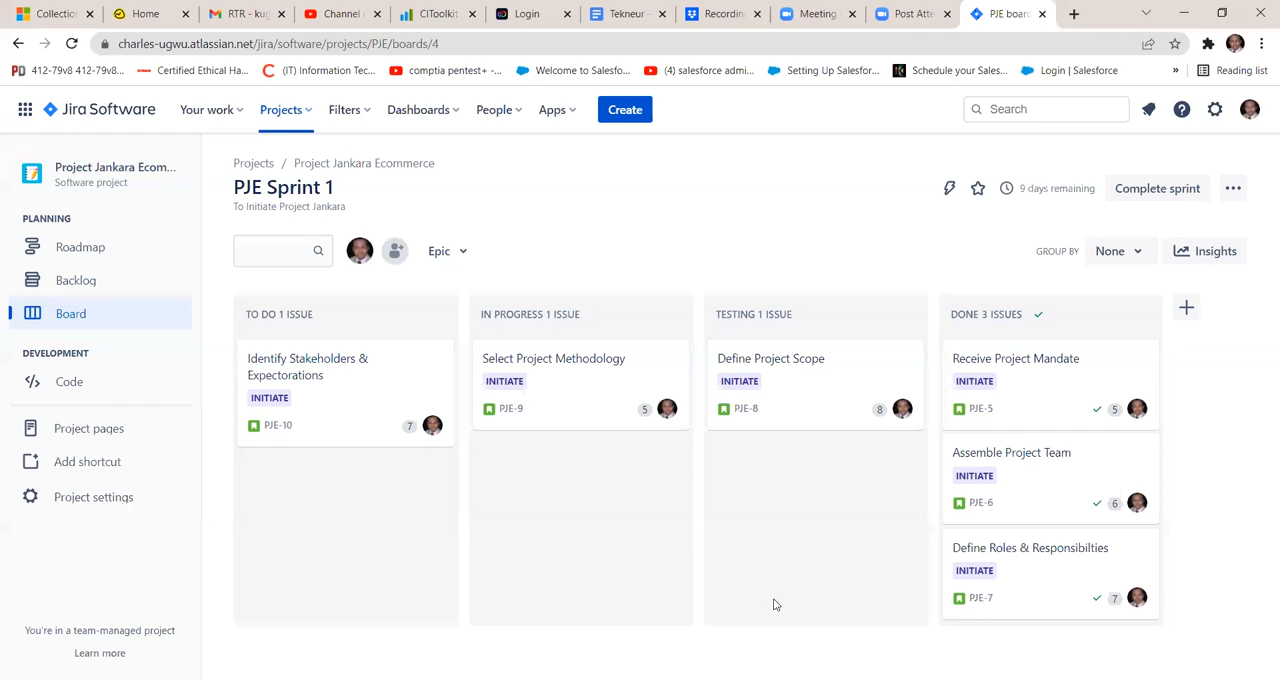 Collection
Home
RTR - kug
Channel c
CIToolkit
Login
Tekneur -
Recordin
Meeting
Post Atte
PJE boar
charles-ugwu.atlassian.net/jira/software/projects/PJE/boards/4
412-79v8 412-79v8...
Certified Ethical Ha...
(IT) Information Tec...
comptia pentest+ -...
Welcome to Salesfo...
(4) salesforce admi...
Setting Up Salesfor...
Schedule your Sales...
Login | Salesforce
»
Reading list
Jira Software
Your work
Projects
Filters
Dashboards
People
Apps
Create
Search
Project Jankara Ecom...
Software project
PLANNING
Roadmap
Backlog
Board
DEVELOPMENT
Code
Project pages
Add shortcut
Project settings
You're in a team-managed project
Learn more
Projects / Project Jankara Ecommerce
PJE Sprint 1
To Initiate Project Jankara
9 days remaining
Complete sprint
Epic
GROUP BY
None
Insights
TO DO 1 ISSUE
Identify Stakeholders &
Expectorations
INITIATE
PJE-10
7
IN PROGRESS 1 ISSUE
Select Project Methodology
INITIATE
PJE-9
5
TESTING 1 ISSUE
Define Project Scope
INITIATE
PJE-8
8
DONE 3 ISSUES
Receive Project Mandate
INITIATE
PJE-5
5
Assemble Project Team
INITIATE
PJE-6
6
Define Roles & Responsibilties
INITIATE
PJE-7
7